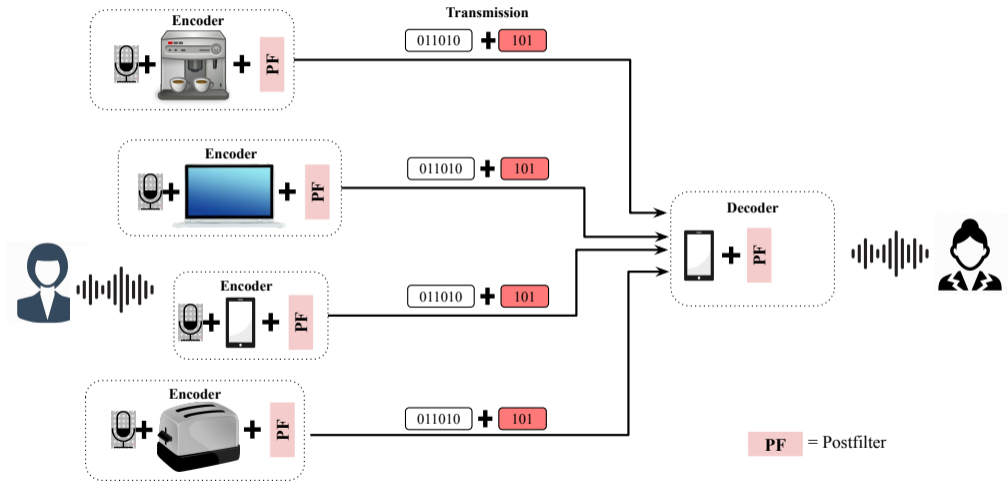 Transmission
Encoder
PF
011010
101
Encoder
PF
011010
101
Decoder
PF
Encoder
PF
011010
101
Encoder
PF
011010
101
PF = Postfilter